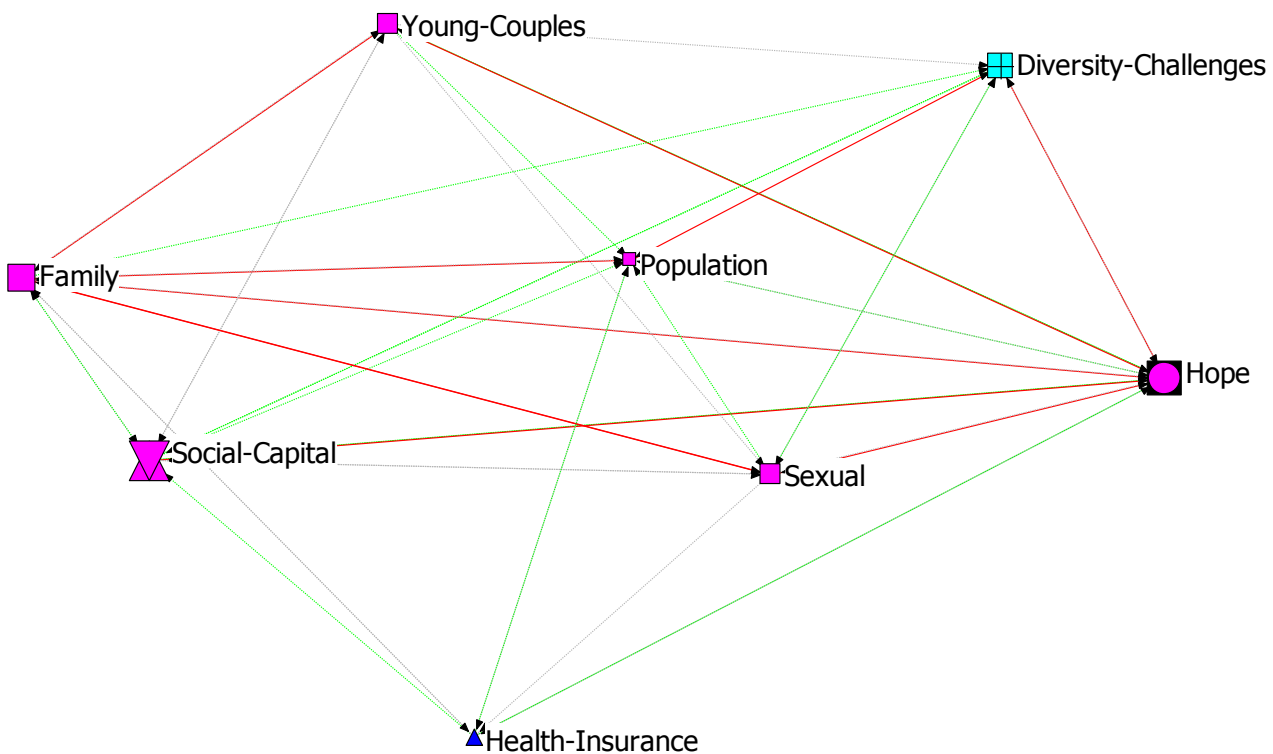 Young-Couples
Diversity-Challenges
Population
Family
Hope
Social-Capital
Sexual
Health-Insurance